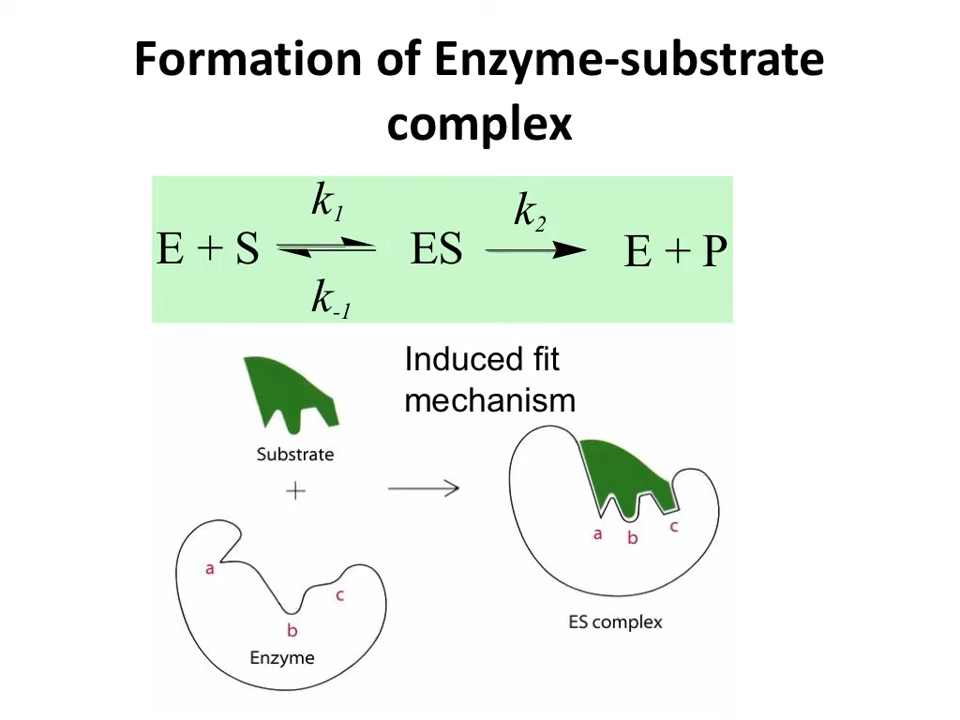 Formation of Enzyme-substrate
complex
k1
E + S ⇌ ES → E + P
k2
k-1
Induced fit
mechanism
Substrate
+
a
b
c
ES complex
a
c
b
Enzyme